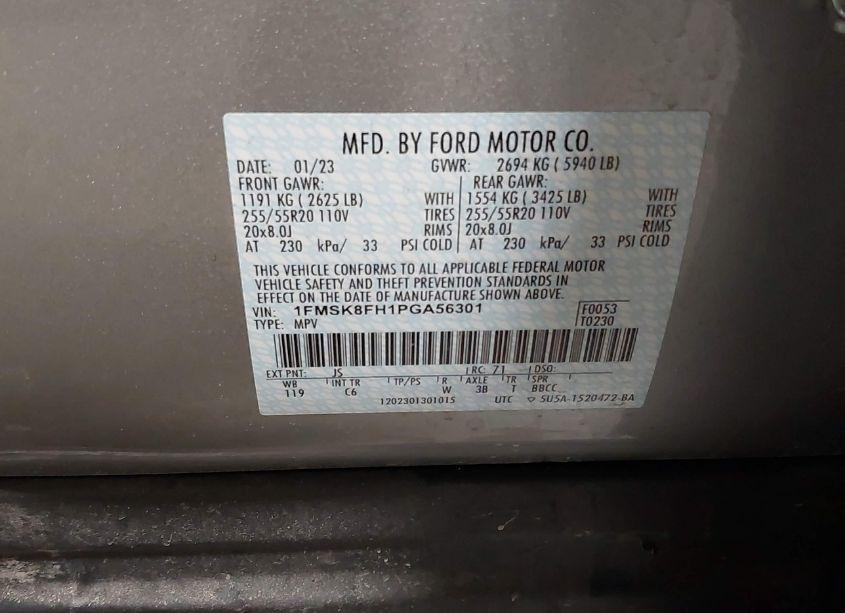 MFD. BY FORD MOTOR CO.
DATE: 01/23 GVWR: 2694 KG ( 5940 LB)
FRONT GAWR: REAR GAWR:
1191 KG ( 2625 LB) WITH 1554 KG ( 3425 LB) WITH
255/55R20 110V TIRES 255/55R20 110V TIRES
20x8.0J RIMS 20x8.0J RIMS
AT 230 kPa/ 33 PSI COLD AT 230 kPa/ 33 PSI COLD
THIS VEHICLE CONFORMS TO ALL APPLICABLE FEDERAL MOTOR
VEHICLE SAFETY AND THEFT PREVENTION STANDARDS IN
EFFECT ON THE DATE OF MANUFACTURE SHOWN ABOVE.
VIN: 1FMSK8FH1PGA56301 F0053
TYPE: MPV T0230
EXT PNT: JS RC: 71 DSO:
WB INT TR TP/PS R AXLE TR SPR
119 C6 W 3B T BBCC
1202301301015 UTC ▽ 5U5A-1520472-BA